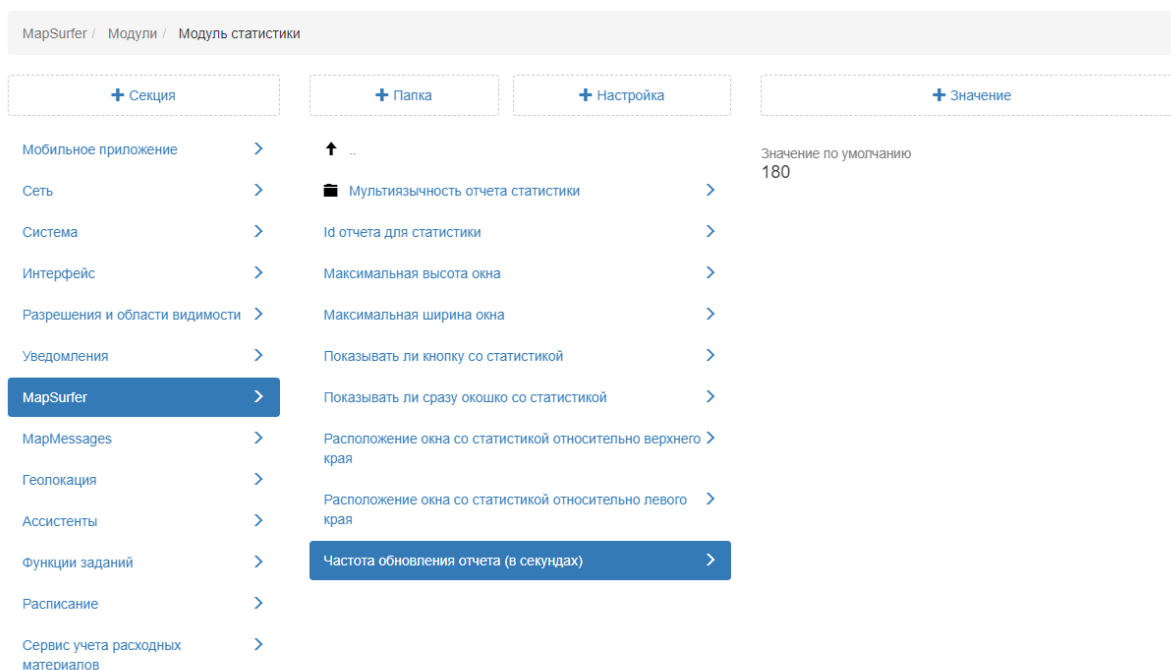 MapSurfer / Модули / Модуль статистики
+ Секция
+ Папка
+ Настройка
+ Значение
Мобильное приложение
Сеть
Система
Интерфейс
Разрешения и области видимости
Уведомления
MapSurfer
MapMessages
Геолокация
Ассистенты
Функции заданий
Расписание
Сервис учета расходных
материалов
..
Мультиязычность отчета статистики
Id отчета для статистики
Максимальная высота окна
Максимальная ширина окна
Показывать ли кнопку со статистикой
Показывать ли сразу окошко со статистикой
Расположение окна со статистикой относительно верхнего
края
Расположение окна со статистикой относительно левого
края
Частота обновления отчета (в секундах)
Значение по умолчанию
180